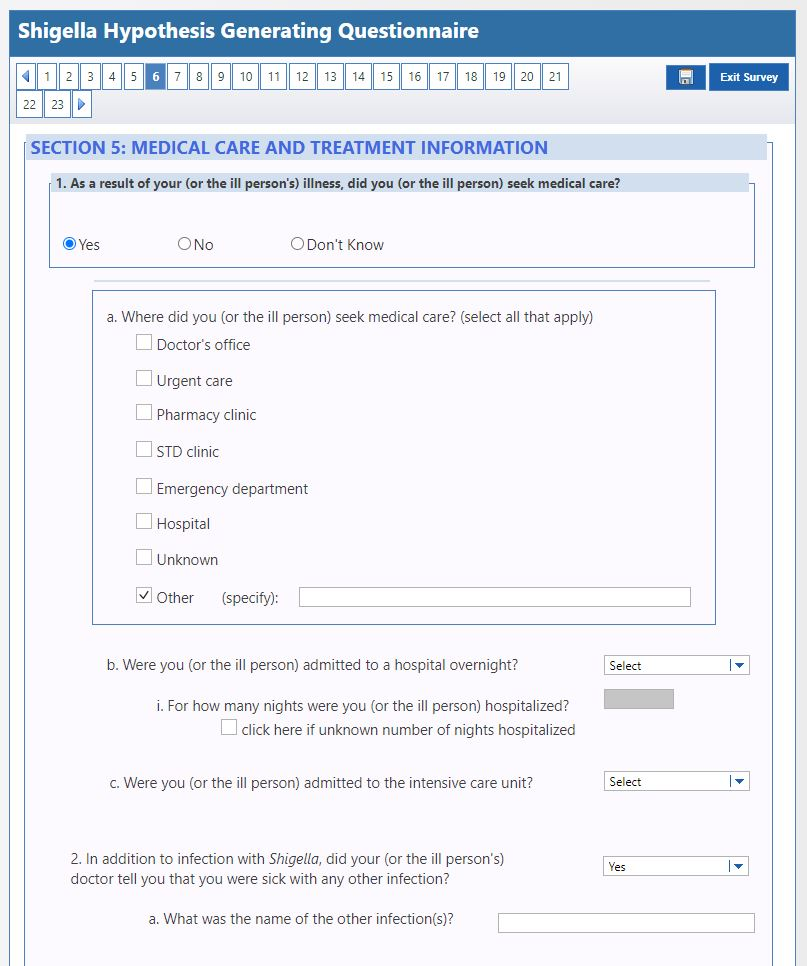 Shigella Hypothesis Generating Questionnaire
1 2 3 4 5 6 7 8 9 10 11 12 13 14 15 16 17 18 19 20 21 Exit Survey
22 23
SECTION 5: MEDICAL CARE AND TREATMENT INFORMATION
1. As a result of your (or the ill person's) illness, did you (or the ill person) seek medical care?
Yes No Don't Know
a. Where did you (or the ill person) seek medical care? (select all that apply)
Doctor's office
Urgent care
Pharmacy clinic
STD clinic
Emergency department
Hospital
Unknown
Other (specify):
b. Were you (or the ill person) admitted to a hospital overnight? Select
i. For how many nights were you (or the ill person) hospitalized?
click here if unknown number of nights hospitalized
c. Were you (or the ill person) admitted to the intensive care unit? Select
2. In addition to infection with Shigella, did your (or the ill person's)
doctor tell you that you were sick with any other infection? Yes
a. What was the name of the other infection(s)?